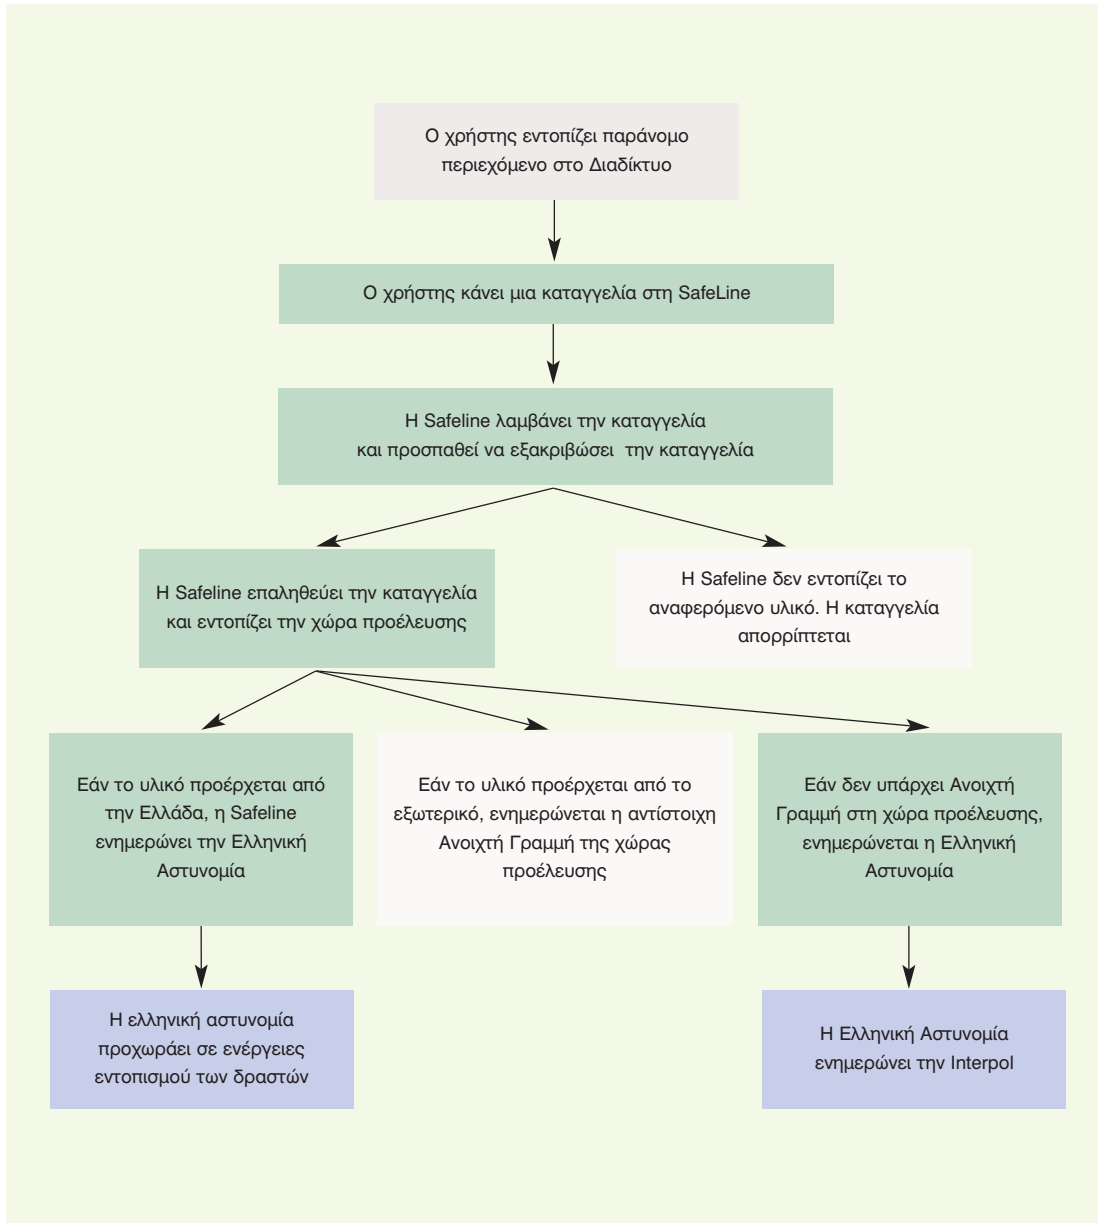 Ο χρήστης εντοπίζει παράνομο
περιεχόμενο στο Διαδίκτυο
Ο χρήστης κάνει μια καταγγελία στη SafeLine
Η Safeline λαμβάνει την καταγγελία
και προσπαθεί να εξακριβώσει την καταγγελία
Η Safeline επαληθεύει την καταγγελία
και εντοπίζει την χώρα προέλευσης
Η Safeline δεν εντοπίζει το
αναφερόμενο υλικό. Η καταγγελία
απορρίπτεται
Εάν το υλικό προέρχεται από
την Ελλάδα, η Safeline
ενημερώνει την Ελληνική
Αστυνομία
Εάν το υλικό προέρχεται από το
εξωτερικό, ενημερώνεται η αντίστοιχη
Ανοιχτή Γραμμή της χώρας
προέλευσης
Εάν δεν υπάρχει Ανοιχτή
Γραμμή στη χώρα προέλευσης,
ενημερώνεται η Ελληνική
Αστυνομία
Η ελληνική αστυνομία
προχωράει σε ενέργειες
εντοπισμού των δραστών
Η Ελληνική Αστυνομία
ενημερώνει την Interpol